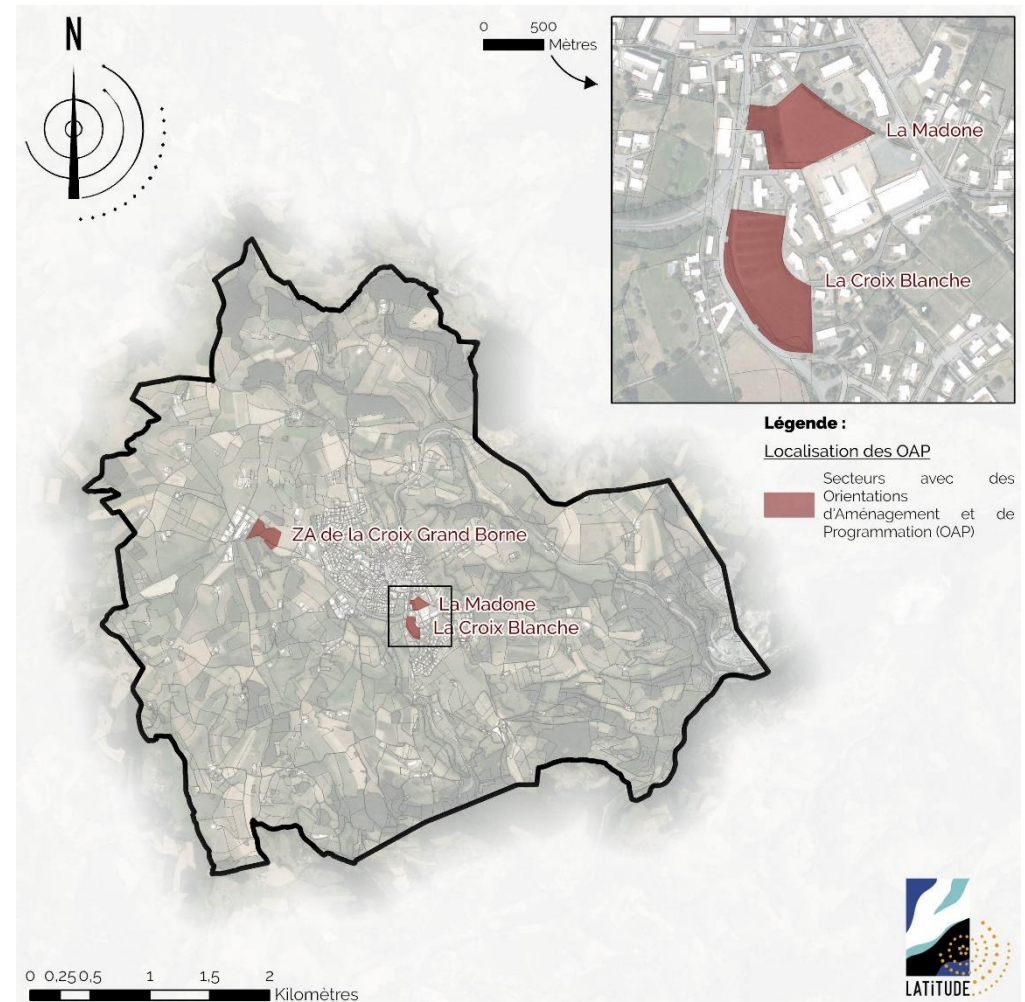 N
0 500
Mètres
La Madone
La Croix Blanche
Légende :
Localisation des OAP
Secteurs avec des
Orientations
d'Aménagement et de
Programmation (OAP)
ZA de la Croix Grand Borne
La Madone
La Croix Blanche
0 0,25 0,5 1 1,5 2
Kilomètres
LATiTUDE